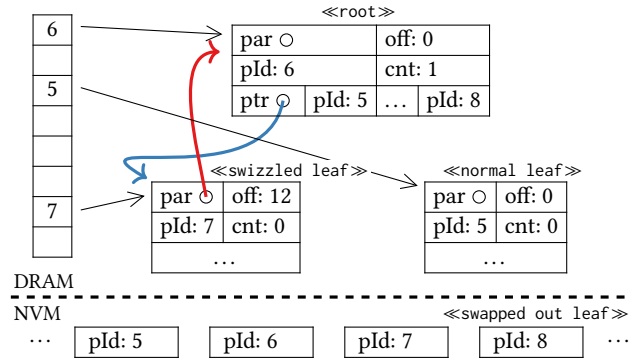 ≪root≫
6
par
off: 0
pId: 6
cnt: 1
5
ptr
pId: 5
...
pId: 8
≪swizzled leaf≫
≪normal leaf≫
7
par
off: 12
par
off: 0
pId: 7
cnt: 0
pId: 5
cnt: 0
...
...
DRAM
NVM
≪swapped out leaf≫
...
pId: 5
pId: 6
pId: 7
pId: 8
...